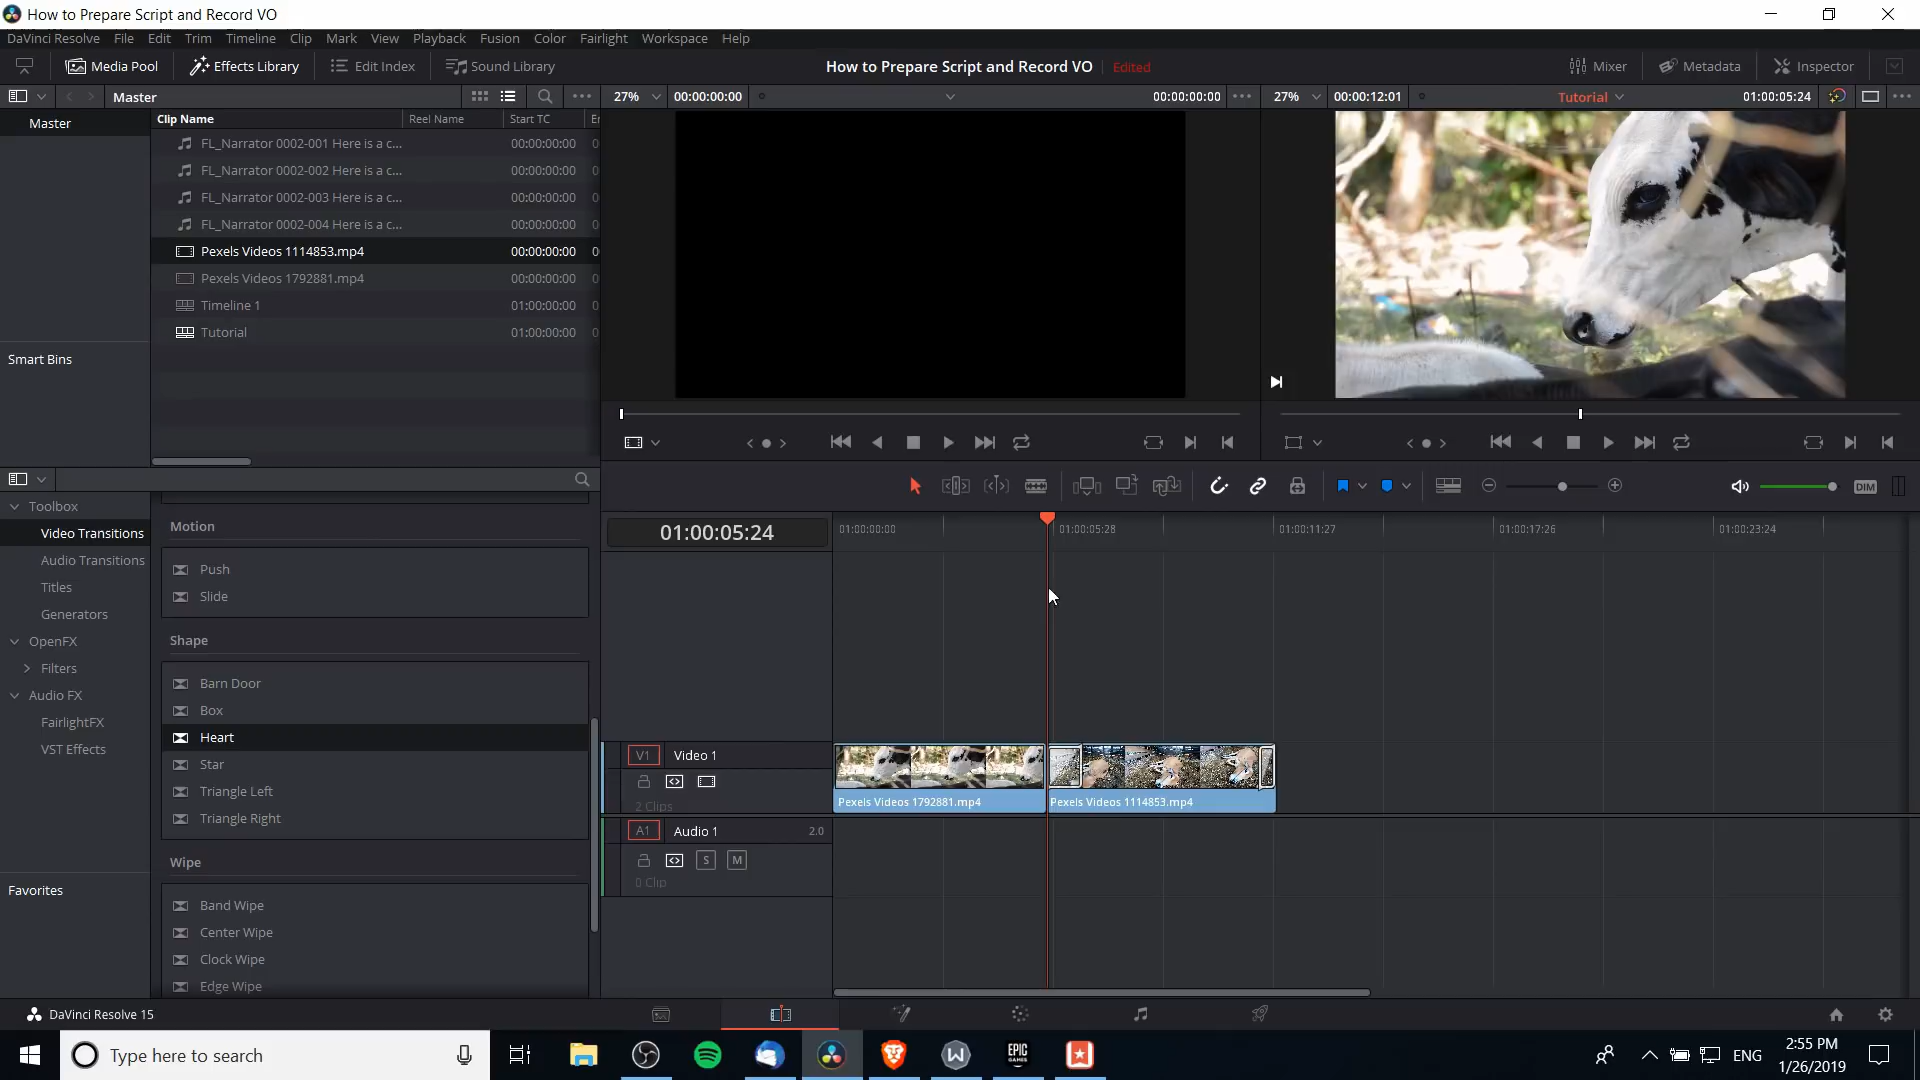 How to Prepare Script and Record VO
DaVinci Resolve File Edit Trim Timeline Clip Mark View Playback Fusion Color Fairlight Workspace Help
Media Pool Effects Library Edit Index Sound Library How to Prepare Script and Record VO Edited Mixer Metadata Inspector
Master 27% 00:00:00:00 00:00:00:00 27% 00:00:12:01 Tutorial 01:00:05:24
Master Clip Name Reel Name Start TC
FL_Narrator 0002-001 Here is a c... 00:00:00:00 0
FL_Narrator 0002-002 Here is a c... 00:00:00:00 0
FL_Narrator 0002-003 Here is a c... 00:00:00:00 0
FL_Narrator 0002-004 Here is a c... 00:00:00:00 0
Pexels Videos 1114853.mp4 00:00:00:00 0
Pexels Videos 1792881.mp4 00:00:00:00 0
Timeline 1 01:00:00:00 0
Tutorial 01:00:00:00 0
Smart Bins
DIM
Toolbox
Video Transitions
Audio Transitions
Titles
Generators
OpenFX
Filters
Audio FX
FairlightFX
VST Effects
Favorites
Motion
Push
Slide
Shape
Barn Door
Box
Heart
Star
Triangle Left
Triangle Right
Wipe
Band Wipe
Center Wipe
Clock Wipe
Edge Wipe
01:00:05:24 01:00:00:00 01:00:05:28 01:00:11:27 01:00:17:26 01:00:23:24
V1 Video 1
2 Clips
Pexels Videos 1792881.mp4 Pexels Videos 1114853.mp4
A1 Audio 1 2.0
S M
0 Clip
DaVinci Resolve 15
Type here to search
EPIC GAMES
ENG
2:55 PM
1/26/2019